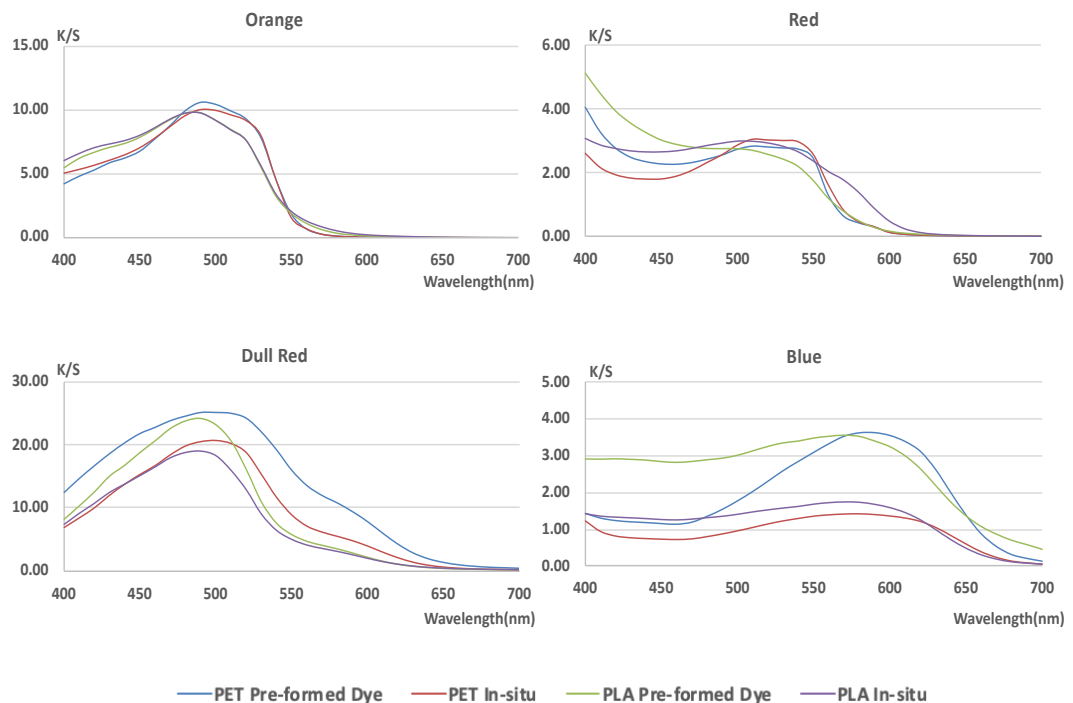 Orange
K/S
15.00
10.00
5.00
0.00
400 450 500 550 600 650 700
Wavelength(nm)
Red
K/S
6.00
4.00
2.00
0.00
400 450 500 550 600 650 700
Wavelength(nm)
Dull Red
K/S
30.00
20.00
10.00
0.00
400 450 500 550 600 650 700
Wavelength(nm)
Blue
K/S
5.00
4.00
3.00
2.00
1.00
0.00
400 450 500 550 600 650 700
Wavelength(nm)
PET Pre-formed Dye PET In-situ PLA Pre-formed Dye PLA In-situ